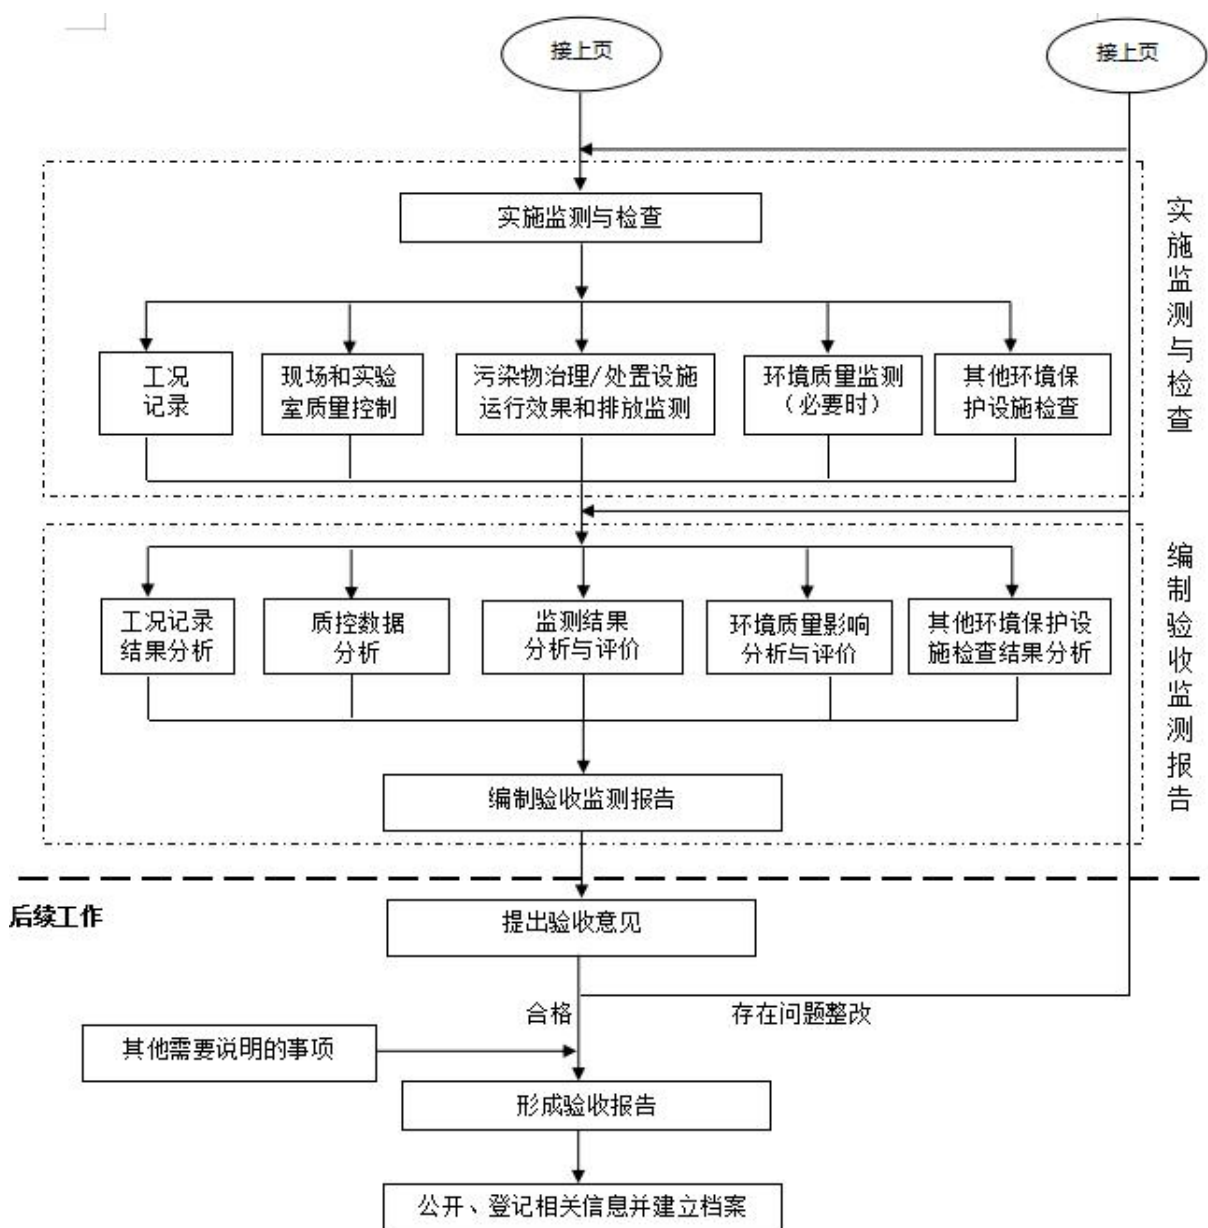 接上页
接上页
实施监测与检查
实施监测与检查
工况
记录
现场和实验
室质量控制
污染物治理/处置设施
运行效果和排放监测
环境质量监测
（必要时）
其他环境保
护设施检查
编制验收监测报告
工况记录
结果分析
质控数据
分析
监测结果
分析与评价
环境质量影响
分析与评价
其他环境保护设
施检查结果分析
编制验收监测报告
后续工作
提出验收意见
合格
存在问题整改
其他需要说明的事项
形成验收报告
公开、登记相关信息并建立档案